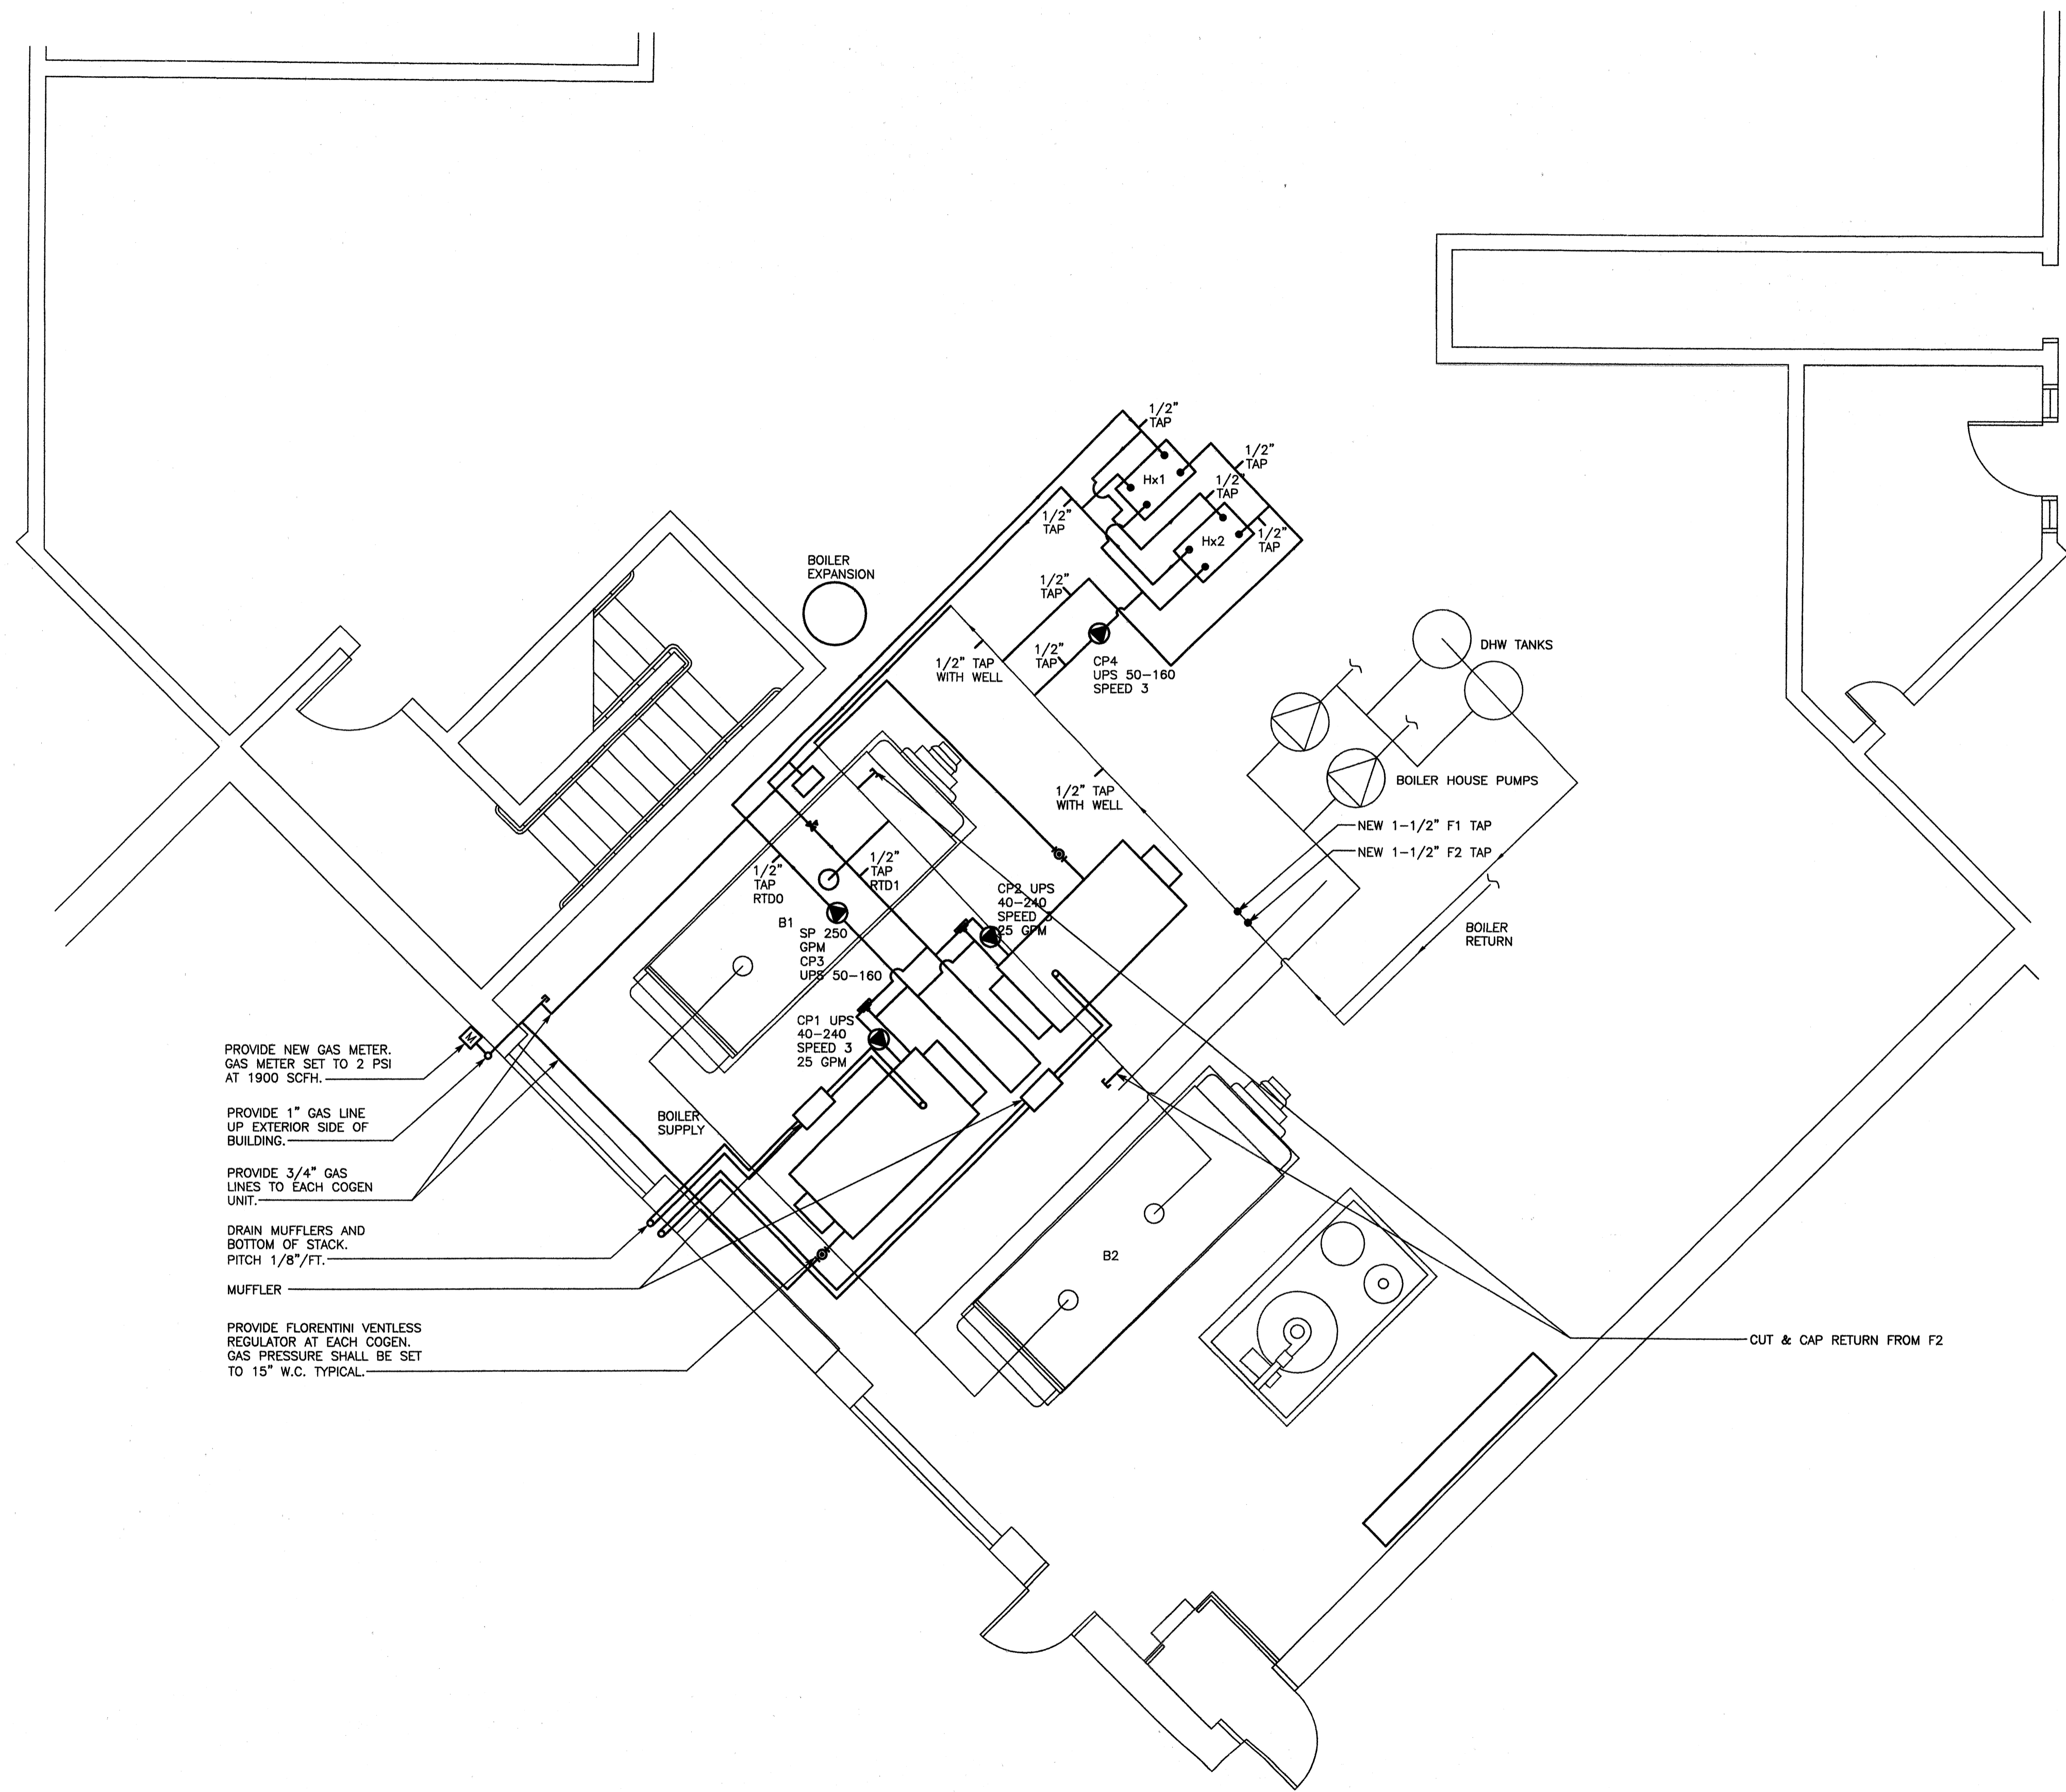 1/2"
TAP
1/2"
TAP
Hx1
1/2"
TAP
1/2"
TAP
Hx2
1/2"
TAP
BOILER
EXPANSION
1/2"
TAP
1/2"
TAP
1/2" TAP
WITH WELL
CP4
UPS 50-160
SPEED 3
DHW TANKS
BOILER HOUSE PUMPS
1/2" TAP
WITH WELL
NEW 1-1/2" F1 TAP
NEW 1-1/2" F2 TAP
1/2"
TAP
RTD0
1/2"
TAP
RTD1
CP2 UPS
40-240
SPEED 3
25 GPM
B1
SP 250
GPM
CP3
UPS 50-160
BOILER
RETURN
CP1 UPS
40-240
SPEED 3
25 GPM
M
PROVIDE NEW GAS METER.
GAS METER SET TO 2 PSI
AT 1900 SCFH.
PROVIDE 1" GAS LINE
UP EXTERIOR SIDE OF
BUILDING.
BOILER
SUPPLY
PROVIDE 3/4" GAS
LINES TO EACH COGEN
UNIT.
DRAIN MUFFLERS AND
BOTTOM OF STACK.
PITCH 1/8"/FT.
MUFFLER
B2
PROVIDE FLORENTINI VENTLESS
REGULATOR AT EACH COGEN.
GAS PRESSURE SHALL BE SET
TO 15" W.C. TYPICAL.
CUT & CAP RETURN FROM F2